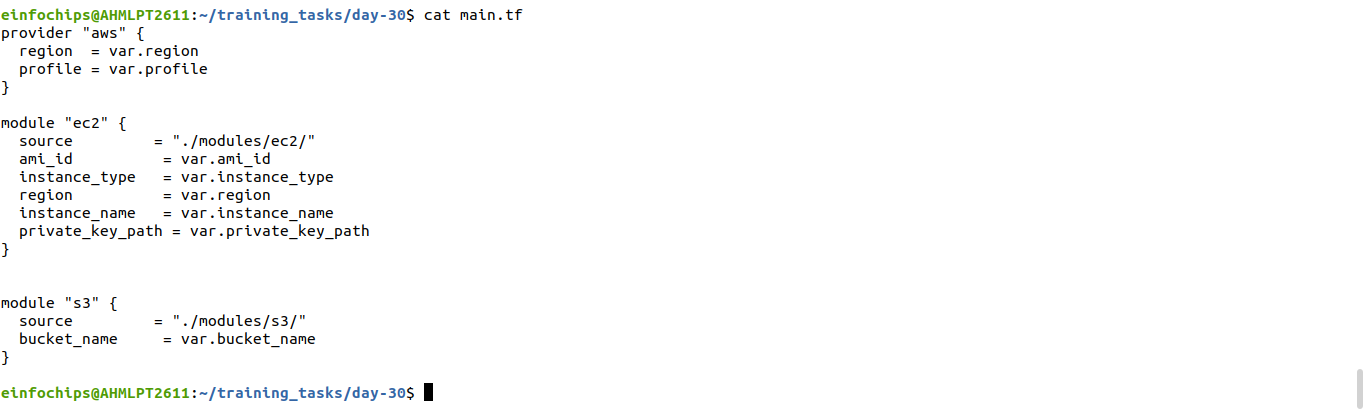 einfochips@AHMLPT2611:~/training_tasks/day-30$ cat main.tf
provider "aws" {
  region  = var.region
  profile = var.profile
}

module "ec2" {
  source         = "./modules/ec2/"
  ami_id          = var.ami_id
  instance_type   = var.instance_type
  region          = var.region
  instance_name   = var.instance_name
  private_key_path = var.private_key_path
}


module "s3" {
  source         = "./modules/s3/"
  bucket_name     = var.bucket_name
}

einfochips@AHMLPT2611:~/training_tasks/day-30$